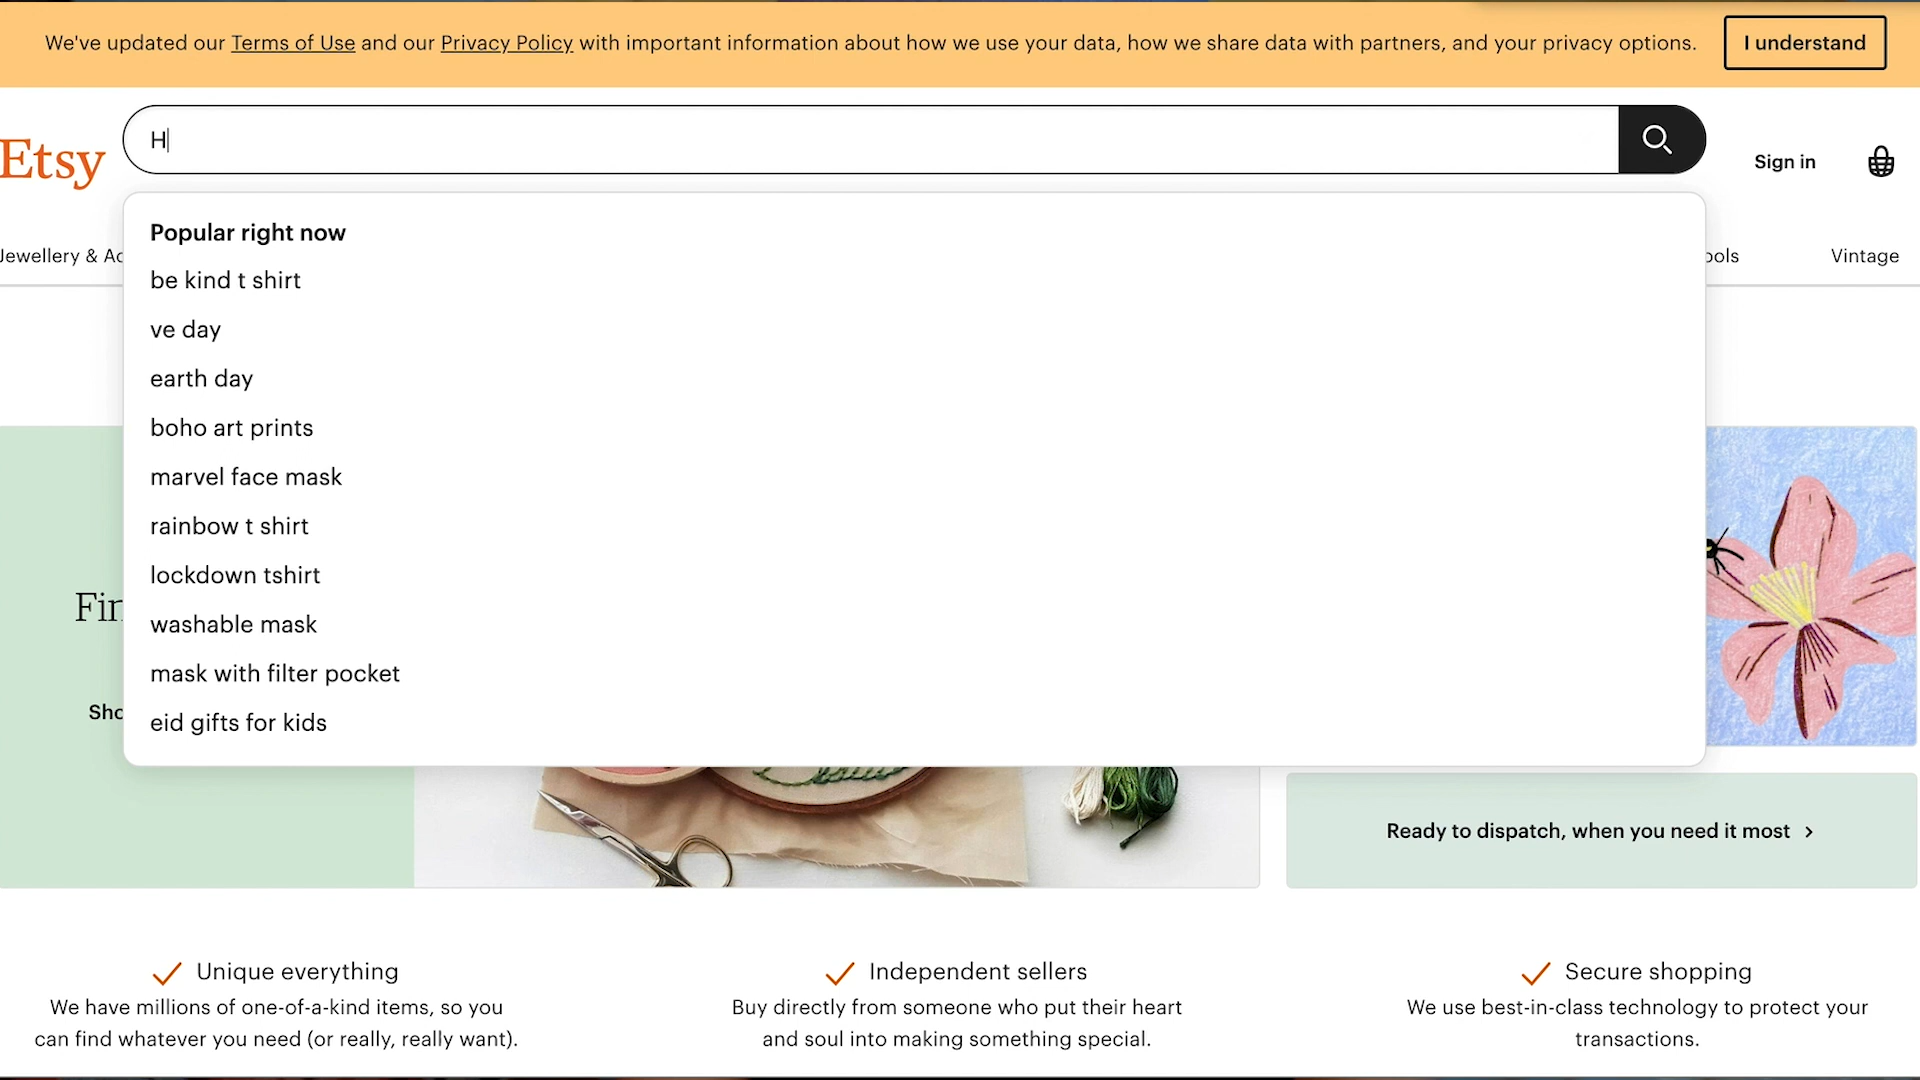 We've updated our Terms of Use and our Privacy Policy with important information about how we use your data, how we share data with partners, and your privacy options.
I understand
Etsy
H
Sign in
Jewellery & Ac
ools
Vintage
Popular right now
be kind t shirt
ve day
earth day
boho art prints
marvel face mask
rainbow t shirt
lockdown tshirt
washable mask
mask with filter pocket
eid gifts for kids
Fin
Sho
Ready to dispatch, when you need it most
Unique everything
We have millions of one-of-a-kind items, so you
can find whatever you need (or really, really want).
Independent sellers
Buy directly from someone who put their heart
and soul into making something special.
Secure shopping
We use best-in-class technology to protect your
transactions.